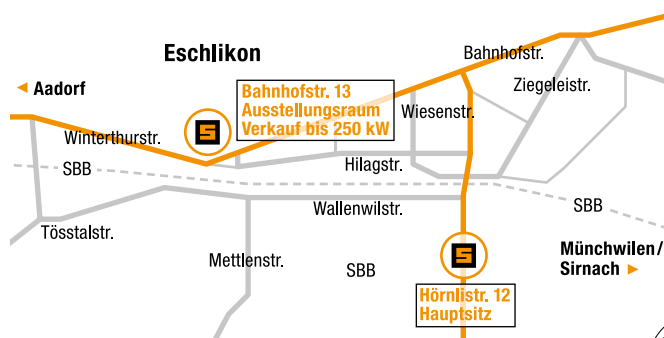 Eschlikon
Bahnhofstr.
Aadorf
Bahnhofstr. 13
Ausstellungsraum
Verkauf bis 250 kW
Ziegeleistr.
Wiesenstr.
S
Winterthurstr.
SBB
Hilagstr.
Wallenwilstr.
SBB
Tösstalstr.
Mettlenstr.
SBB
S
Münchwilen/
Sirnach
Hörnlistr. 12
Hauptsitz